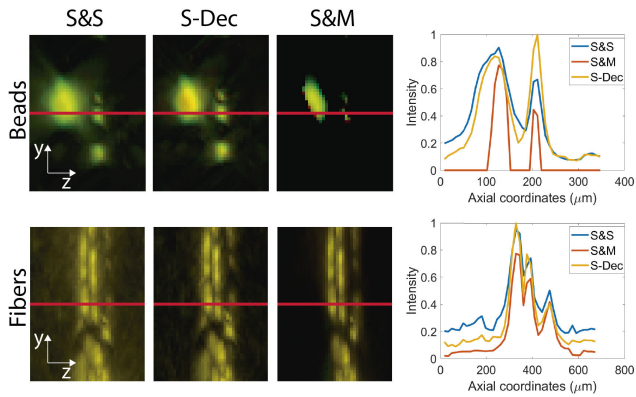 S&S
S-Dec
S&M
Beads
y
z
1
0.8
0.6
0.4
0.2
0
Intensity
0
200
400
600
Axial coordinates (μm)
S&S
S&M
S-Dec
Fibers
y
z
1
0.8
0.6
0.4
0.2
0
Intensity
0
200
400
600
800
Axial coordinates (μm)
S&S
S&M
S-Dec